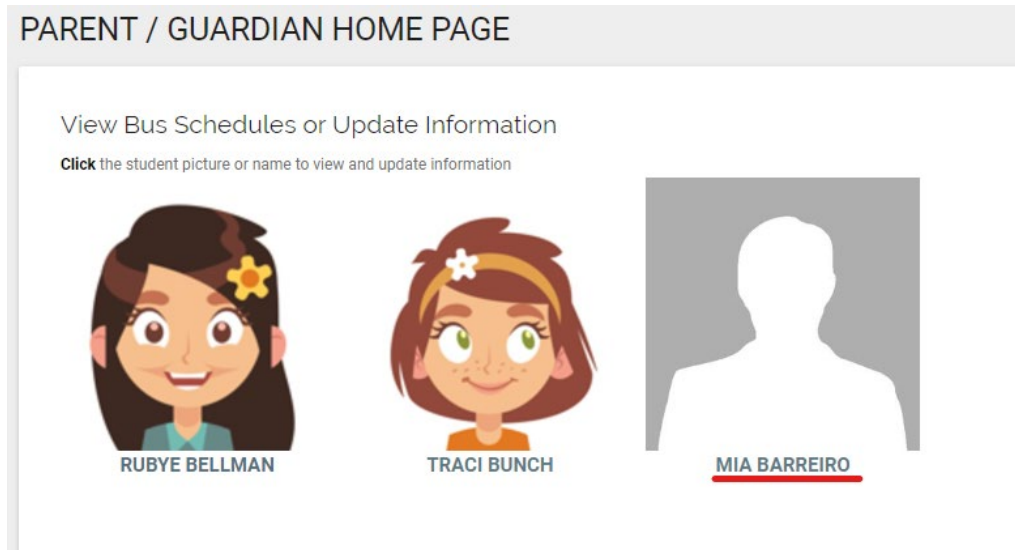 PARENT / GUARDIAN HOME PAGE
View Bus Schedules or Update Information
Click the student picture or name to view and update information
RUBYE BELLMAN
TRACI BUNCH
MIA BARREIRO